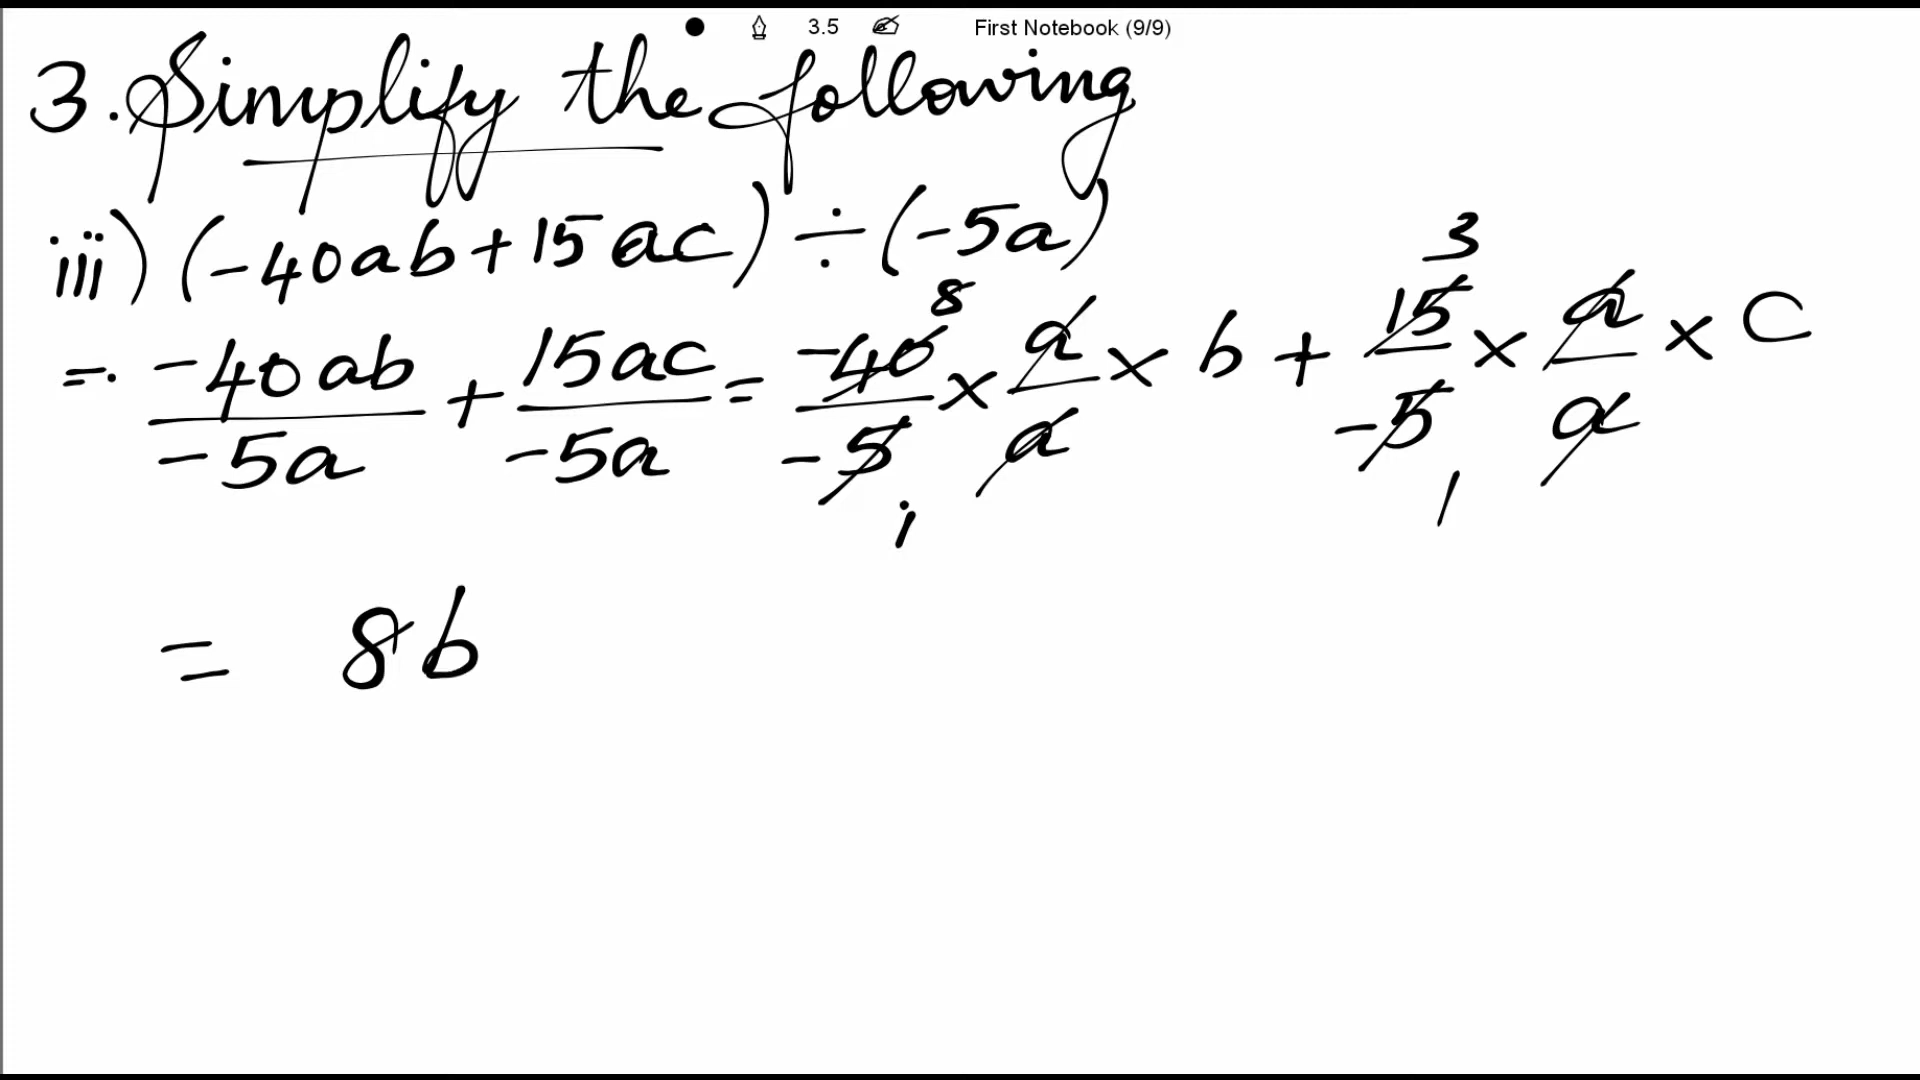 3.5 First Notebook (9/9)
3. Simplify the following
iii) (-40ab + 15ac) ÷ (-5a)
= -40ab/-5a + 15ac/-5a = -40/-5 × a/a × b + 15/-5 × a/a × c
8 1 3 1
= 8b